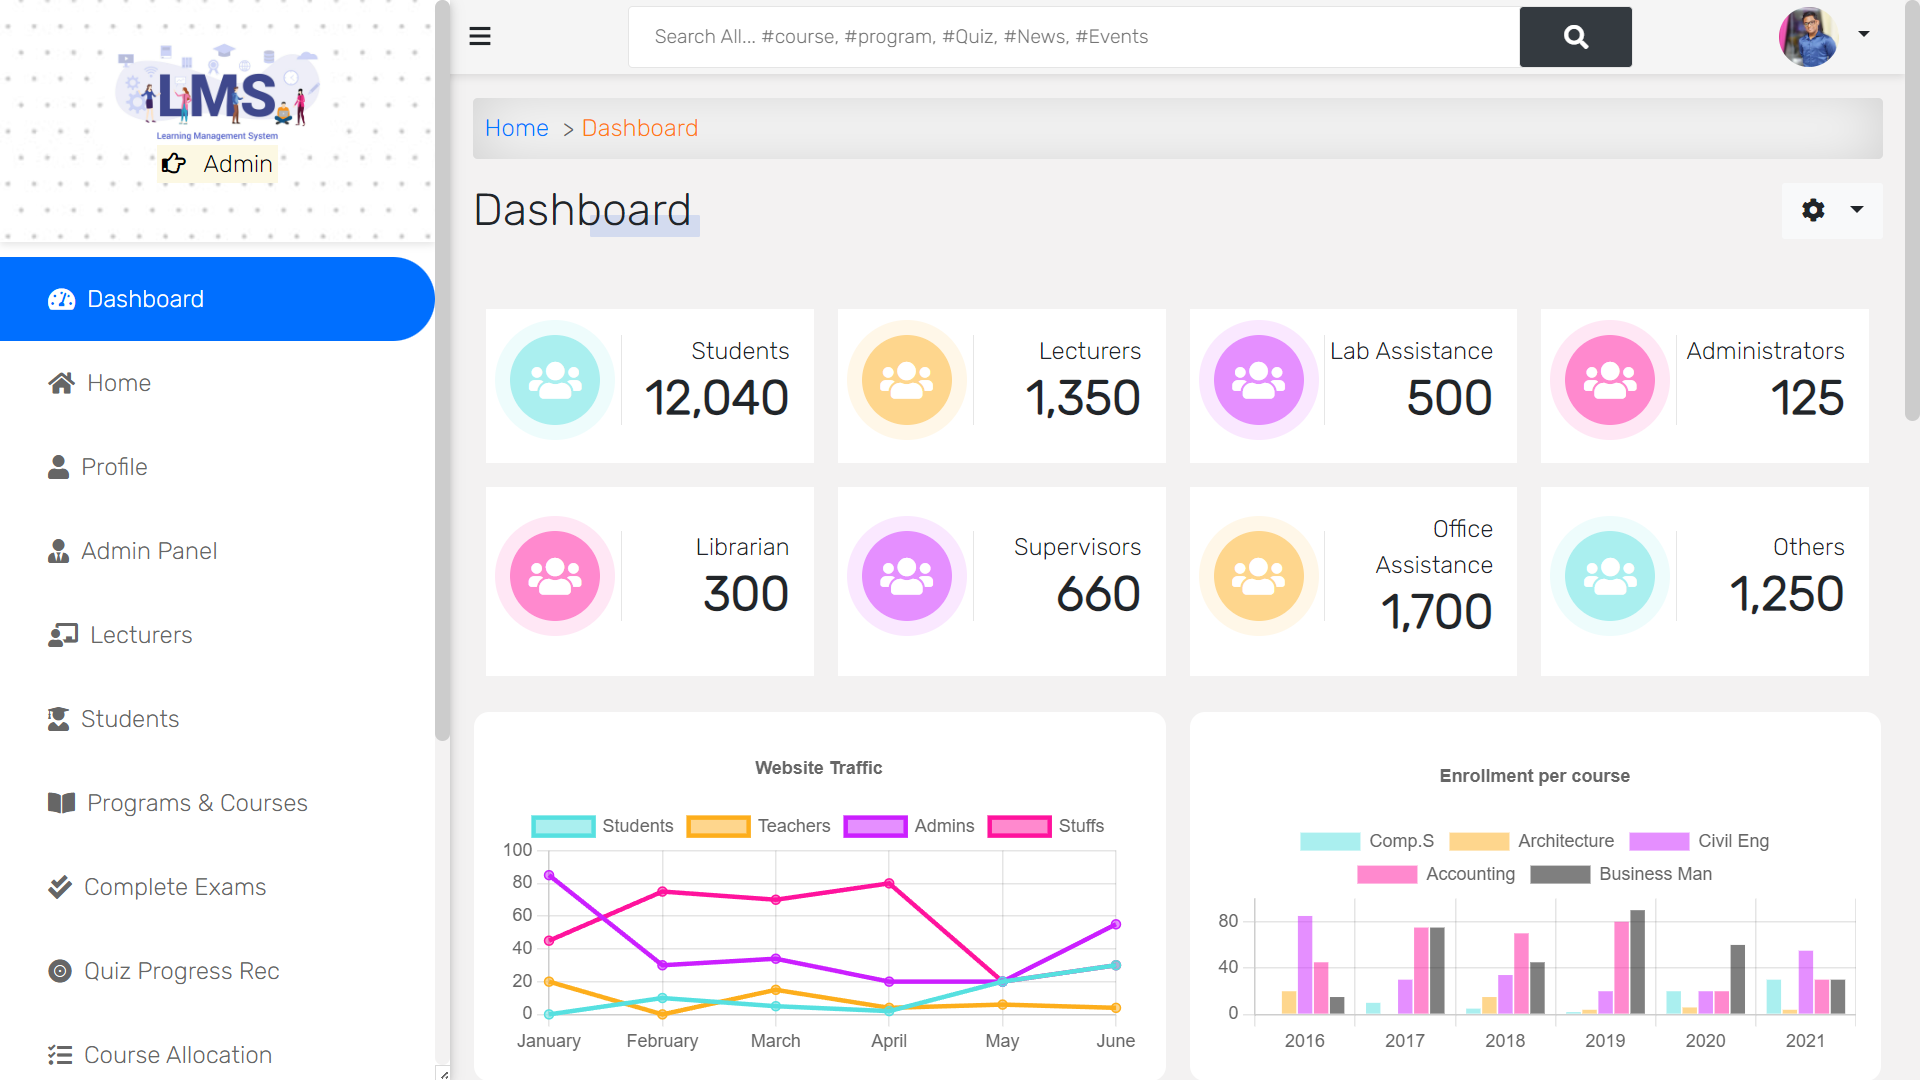 LMS
Learning Management System
Admin
Dashboard
Home
Profile
Admin Panel
Lecturers
Students
Programs & Courses
Complete Exams
Quiz Progress Rec
Course Allocation
Search All... #course, #program, #Quiz, #News, #Events
Home > Dashboard
Dashboard
Students
12,040
Lecturers
1,350
Lab Assistance
500
Administrators
125
Librarian
300
Supervisors
660
Office
Assistance
1,700
Others
1,250
Website Traffic
Students Teachers Admins Stuffs
100
80
60
40
20
0
January February March April May June
Enrollment per course
Comp.S Architecture Civil Eng
Accounting Business Man
80
40
0
2016 2017 2018 2019 2020 2021